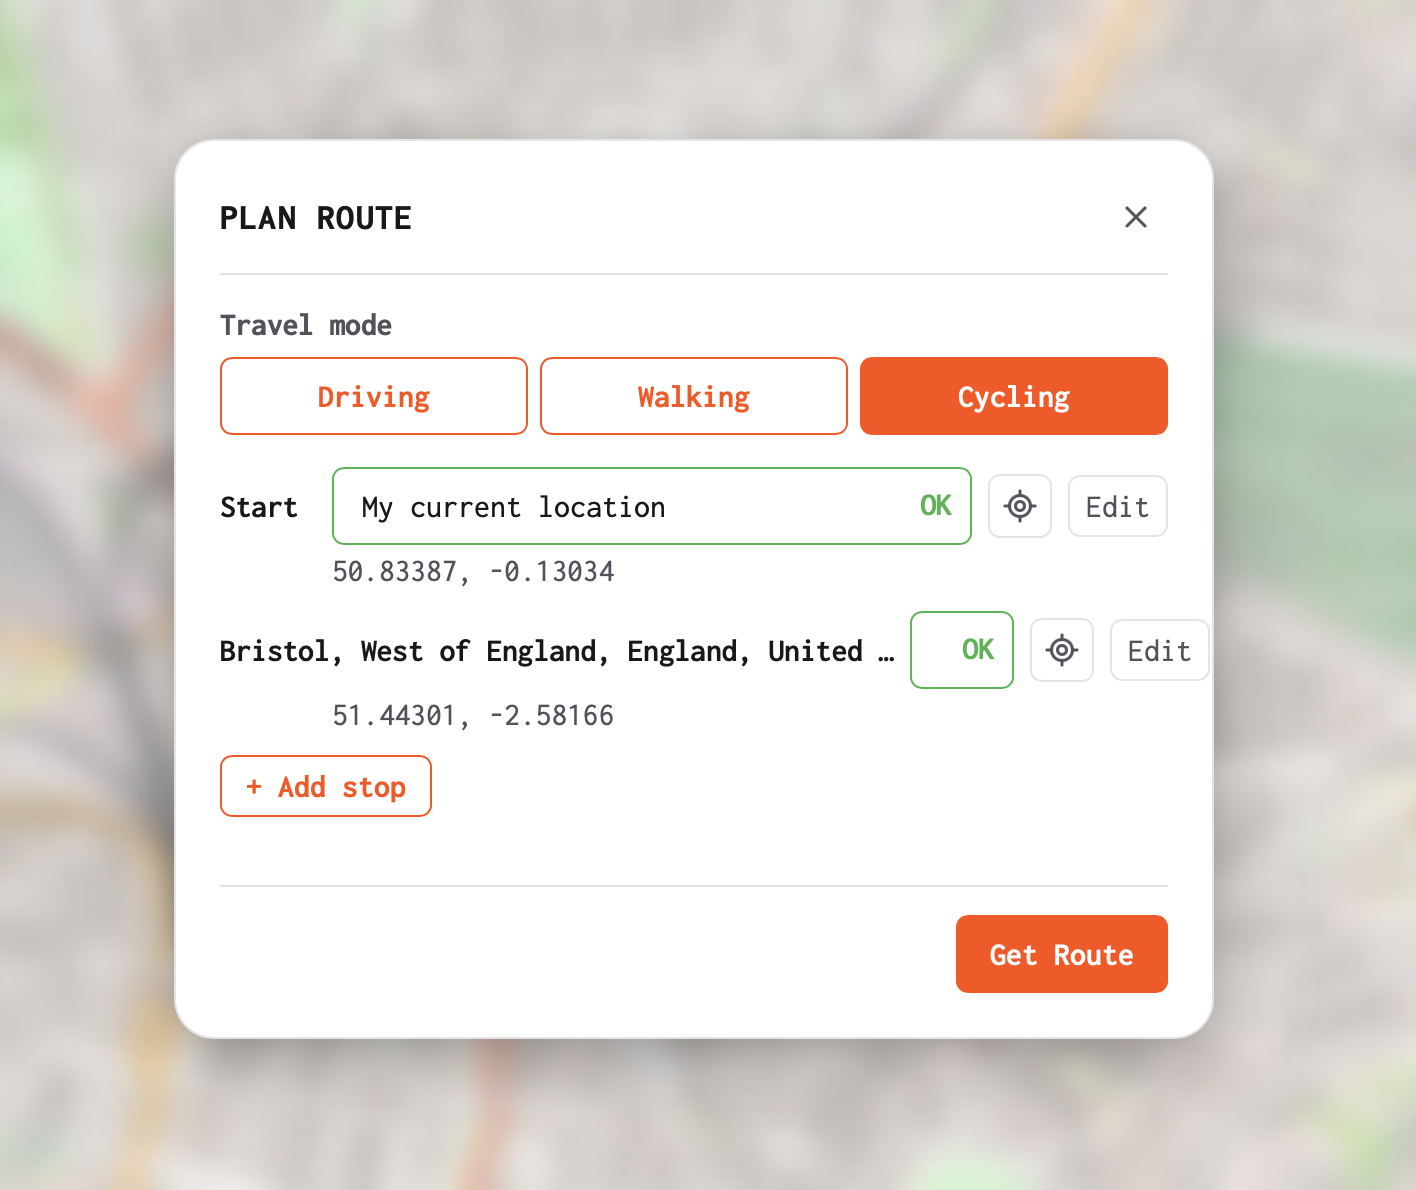 PLAN ROUTE
Travel mode
Driving Walking Cycling
Start My current location OK Edit
50.83387, -0.13034
Bristol, West of England, England, United … OK Edit
51.44301, -2.58166
+ Add stop
Get Route